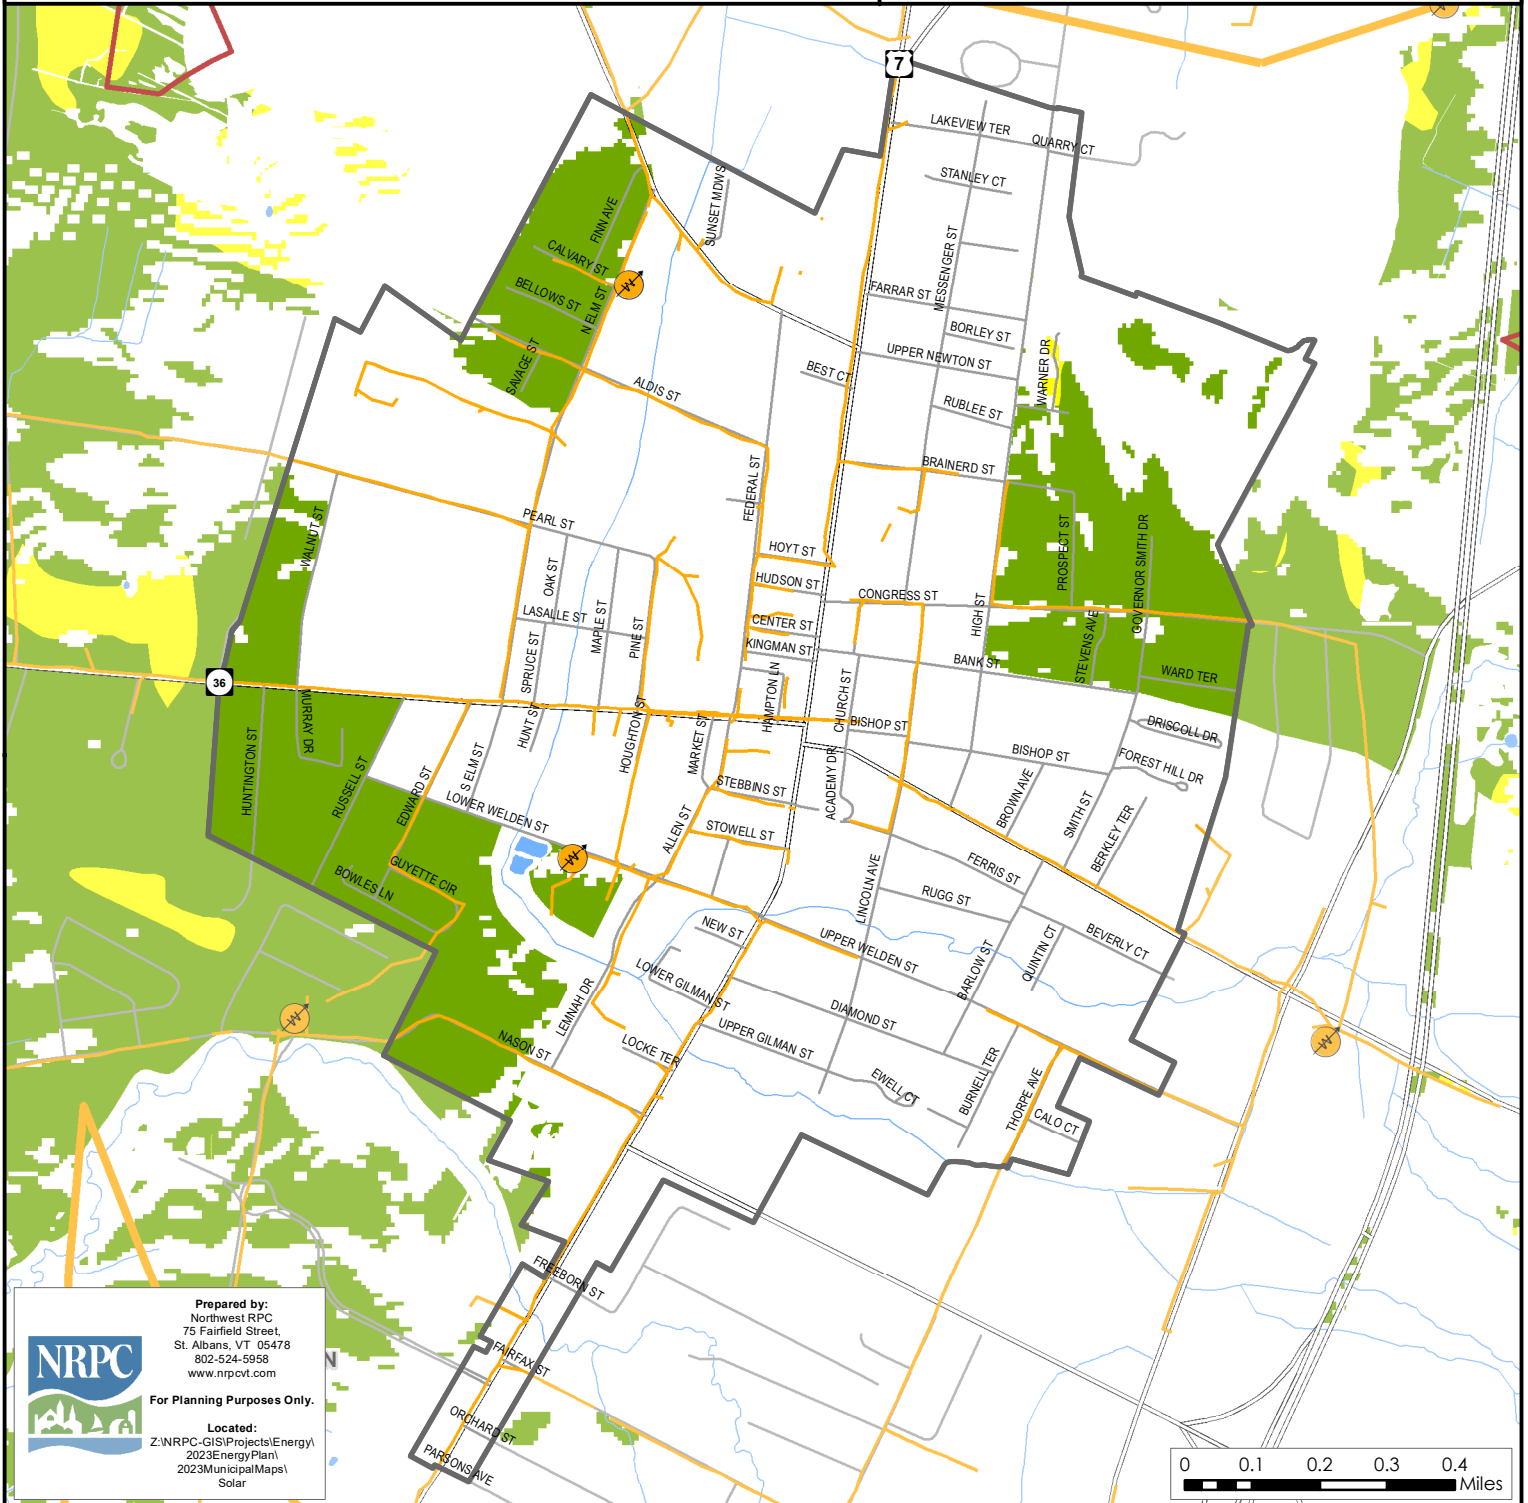 7
LAKEVIEW TER
QUARRY CT
STANLEY CT
SUNSET MDWS
FINN AVE
CALVARY ST
BELLOWS ST
N ELM ST
W
MESSENGER ST
FARRAR ST
BORLEY ST
UPPER NEWTON ST
WARNER DR
SAVAGE ST
ALDIS ST
BEST CT
RUBLEE ST
BRAINERD ST
FEDERAL ST
WALNUT ST
PEARL ST
HOYT ST
PROSPECT ST
GOVERNOR SMITH DR
OAK ST
HUDSON ST
CONGRESS ST
HIGH ST
LASALLE ST
MAPLE ST
PINE ST
CENTER ST
STEVENS AVE
SPRUCE ST
KINGMAN ST
BANK ST
WARD TER
36
HAMPTON LN
CHURCH ST
MURRAY DR
HUNT ST
HOUGHTON ST
MARKET ST
BISHOP ST
DRISCOLL DR
HUNTINGTON ST
BISHOP ST
FOREST HILL DR
RUSSELL ST
EDWARD ST
S ELM ST
STEBBINS ST
ACADEMY DR
BROWN AVE
SMITH ST
LOWER WELDEN ST
ALLEN ST
STOWELL ST
BERKLEY TER
W
GUYETTE CIR
BOWLES LN
FERRIS ST
LINCOLN AVE
RUGG ST
NEW ST
UPPER WELDEN ST
BEVERLY CT
QUINTIN CT
BARLOW ST
LOWER GILMAN ST
LEMNAH DR
DIAMOND ST
W
NASON ST
LOCKE TER
UPPER GILMAN ST
W
EWELL CT
BURNELL TER
THORPE AVE
CALO CT
FREEBORN ST
FAIRFAX ST
ORCHARD ST
PARSONS AVE
N
NRPC
Prepared by:
Northwest RPC
75 Fairfield Street,
St. Albans, VT 05478
802-524-5958
www.nrpcvt.com
For Planning Purposes Only.
Located:
Z:\NRPC-GIS\Projects\Energy\
2023EnergyPlan\
2023MunicipalMaps\
Solar
0 0.1 0.2 0.3 0.4
Miles